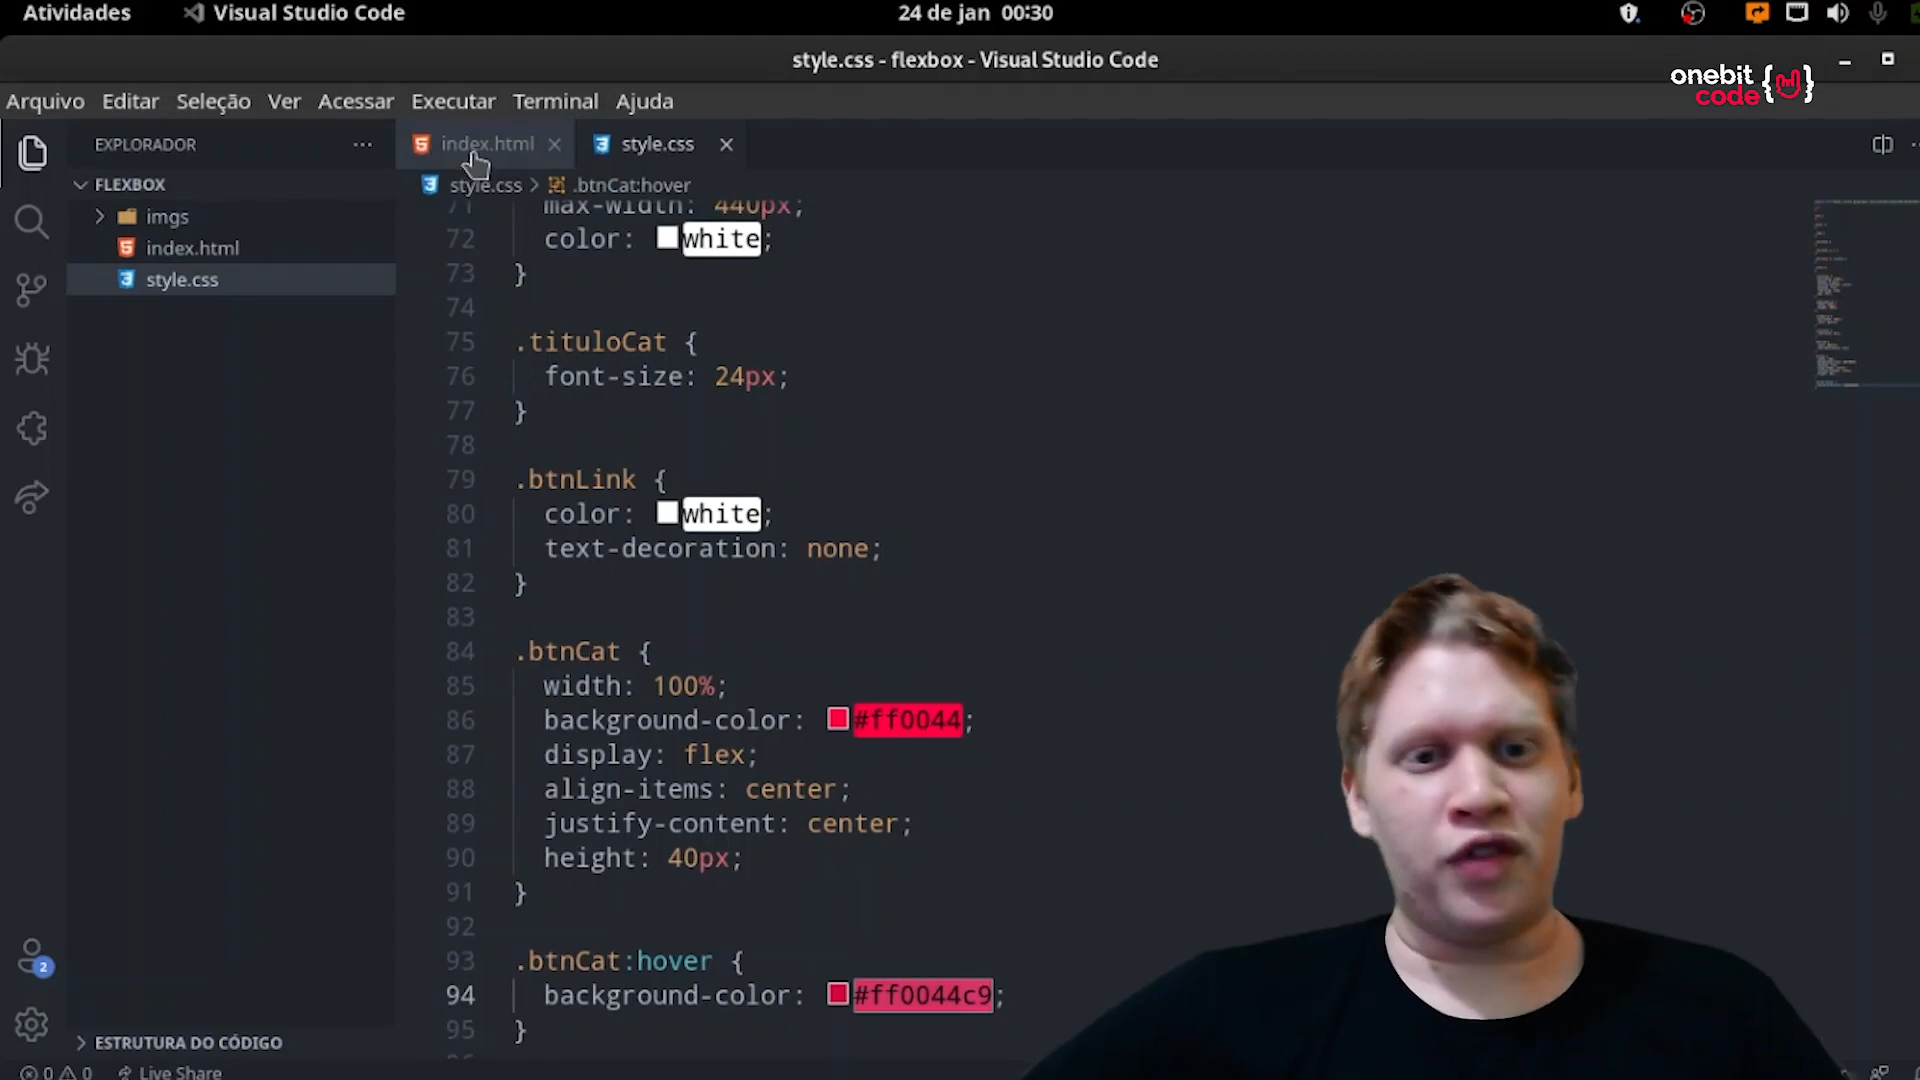 Atividades
Visual Studio Code
24 de jan 00:30
style.css - flexbox - Visual Studio Code
onebit
code
Arquivo Editar Seleção Ver Acessar Executar Terminal Ajuda
EXPLORADOR
index.html
style.css
FLEXBOX
style.css > .btnCat:hover
imgs
index.html
style.css
71 max-width: 440px;
72 color: white;
73 }
74
75 .tituloCat {
76 font-size: 24px;
77 }
78
79 .btnLink {
80 color: white;
81 text-decoration: none;
82 }
83
84 .btnCat {
85 width: 100%;
86 background-color: #ff0044;
87 display: flex;
88 align-items: center;
89 justify-content: center;
90 height: 40px;
91 }
92
93 .btnCat:hover {
94 background-color: #ff0044c9;
95 }
2
ESTRUTURA DO CÓDIGO
0 0 Live Share